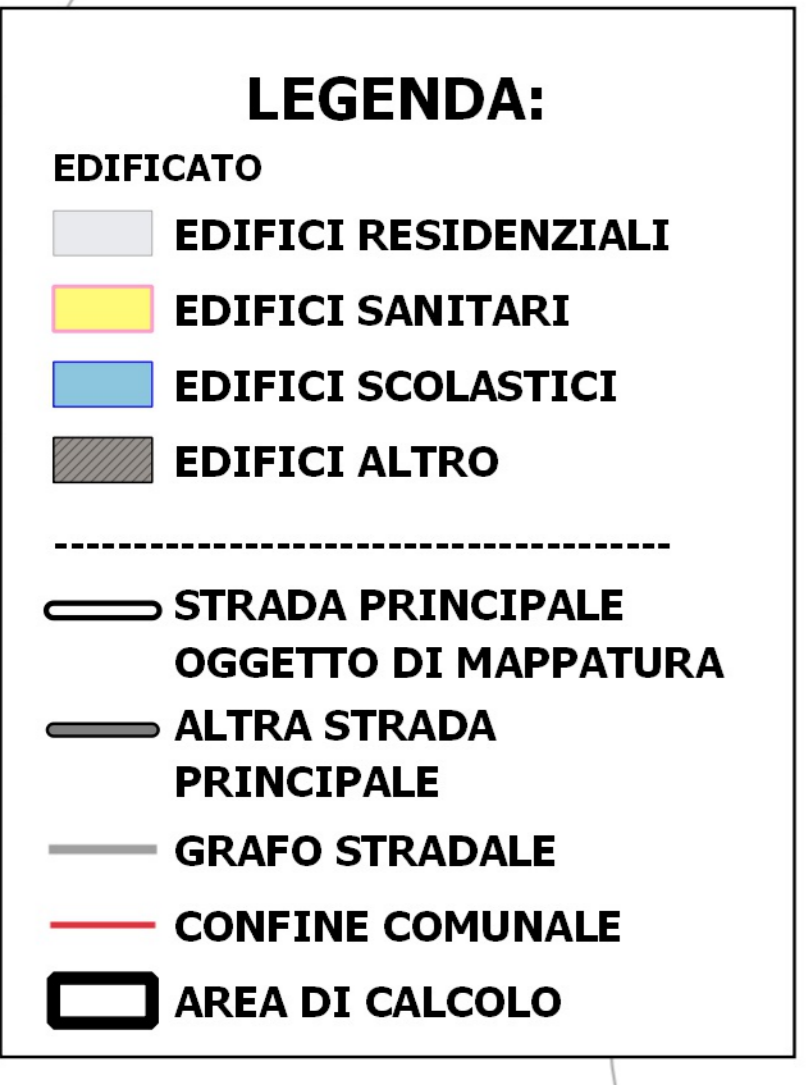 LEGENDA:
EDIFICATO
EDIFICI RESIDENZIALI
EDIFICI SANITARI
EDIFICI SCOLASTICI
EDIFICI ALTRO
STRADA PRINCIPALE
OGGETTO DI MAPPATURA
ALTRA STRADA
PRINCIPALE
GRAFO STRADALE
CONFINE COMUNALE
AREA DI CALCOLO